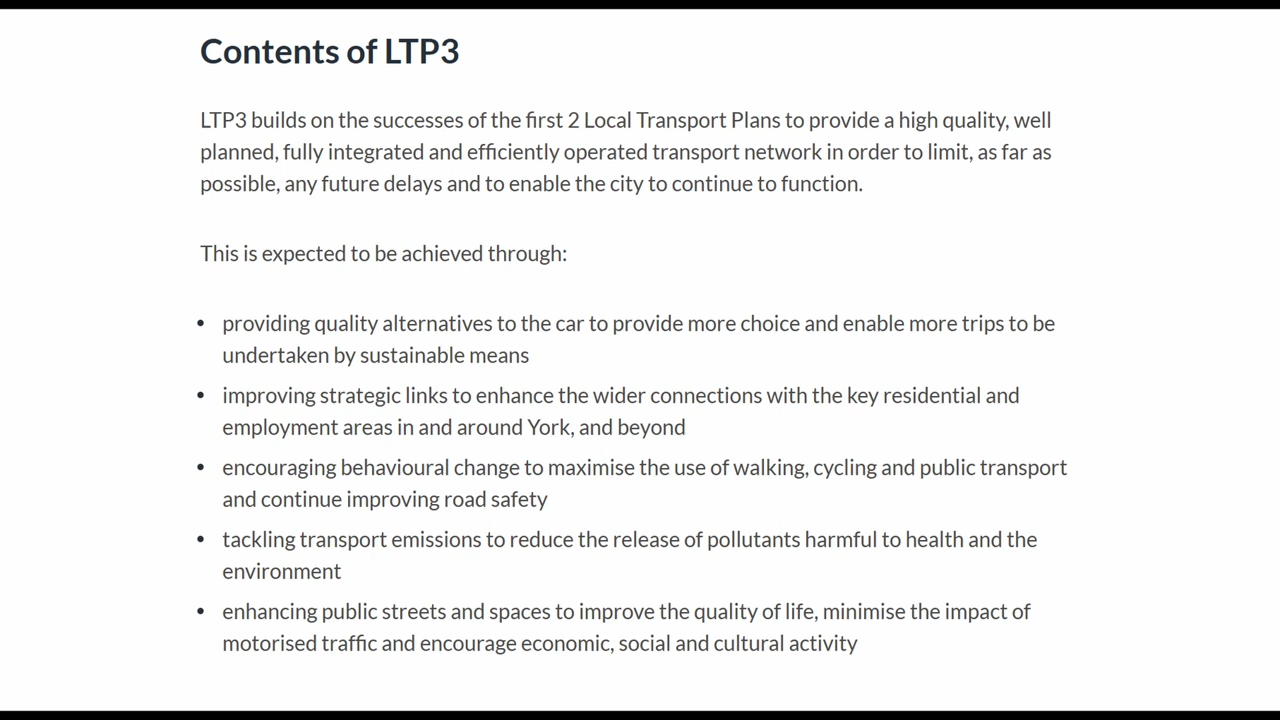 Contents of LTP3
LTP3 builds on the successes of the first 2 Local Transport Plans to provide a high quality, well
planned, fully integrated and efficiently operated transport network in order to limit, as far as
possible, any future delays and to enable the city to continue to function.
This is expected to be achieved through:
• providing quality alternatives to the car to provide more choice and enable more trips to be
undertaken by sustainable means
• improving strategic links to enhance the wider connections with the key residential and
employment areas in and around York, and beyond
• encouraging behavioural change to maximise the use of walking, cycling and public transport
and continue improving road safety
• tackling transport emissions to reduce the release of pollutants harmful to health and the
environment
• enhancing public streets and spaces to improve the quality of life, minimise the impact of
motorised traffic and encourage economic, social and cultural activity